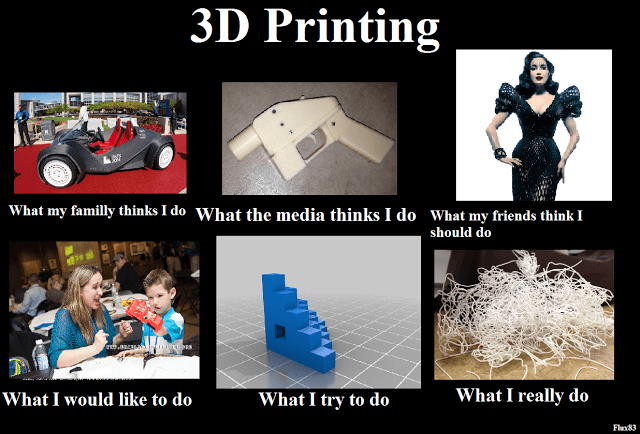 3D Printing
What my familly thinks I do
What the media thinks I do
What my friends think I
should do
What I would like to do
What I try to do
What I really do
Flux83